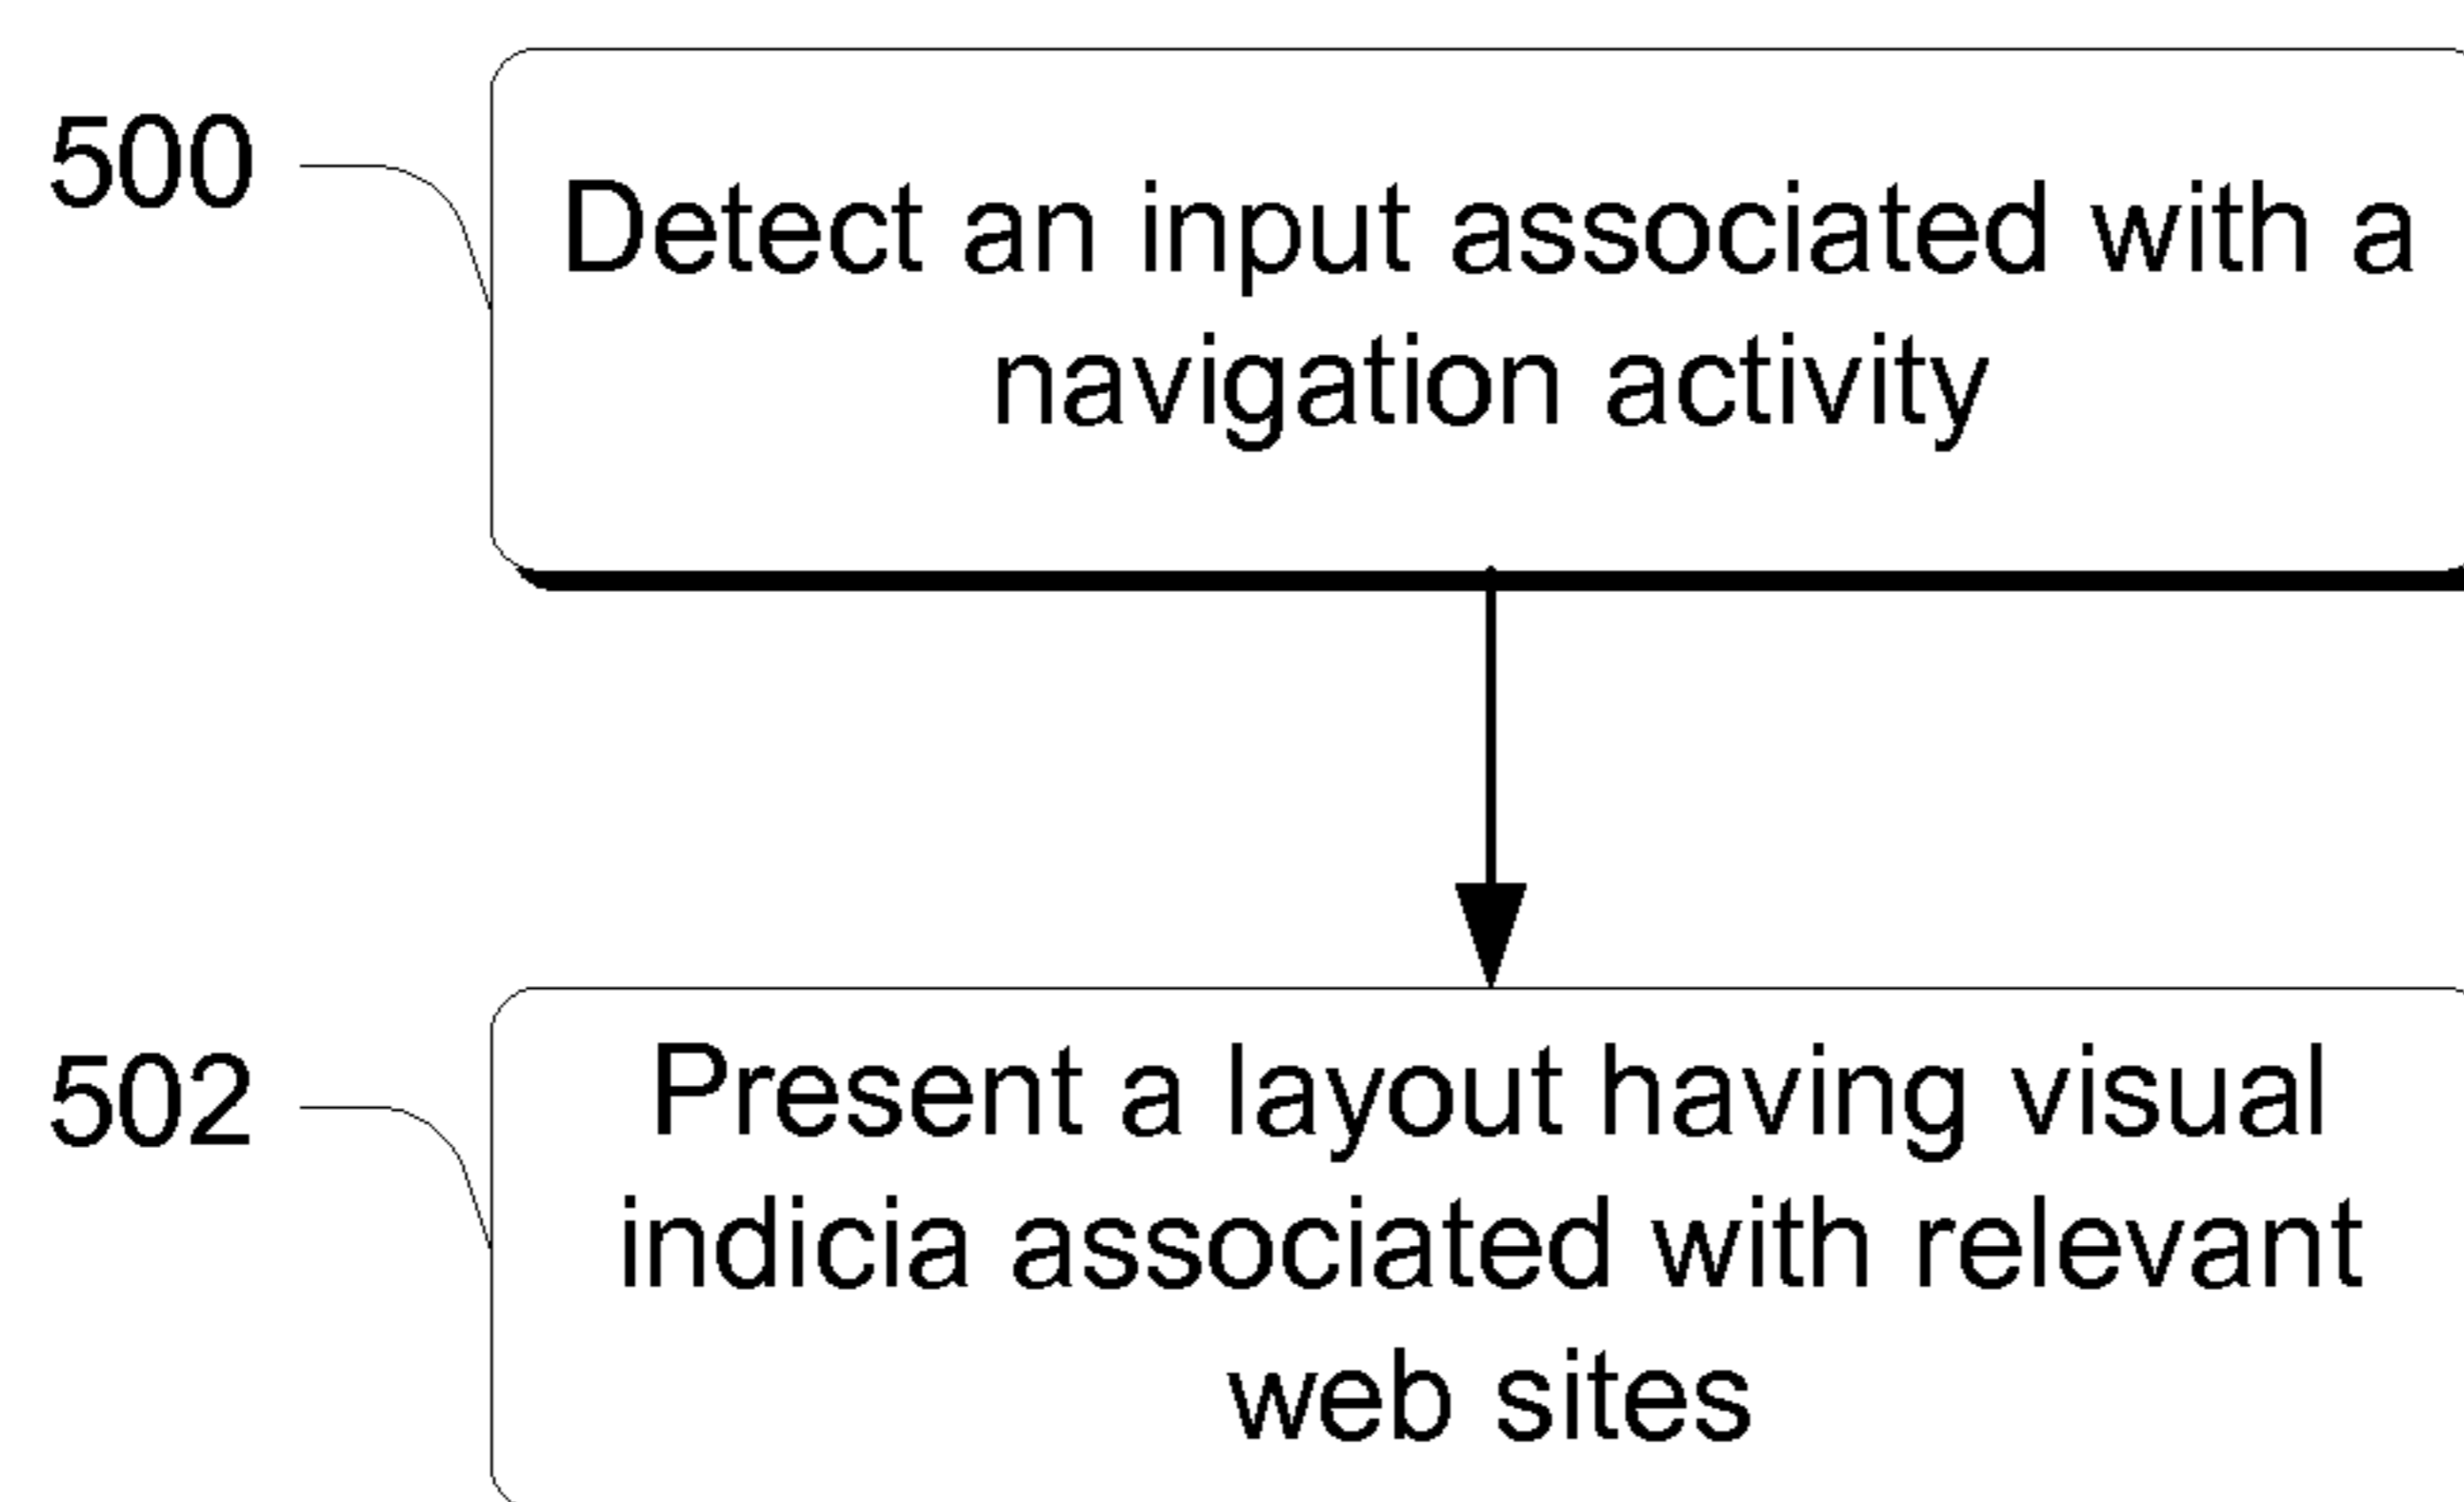 500
Detect an input associated with a
navigation activity
502
Present a layout having visual
indicia associated with relevant
web sites